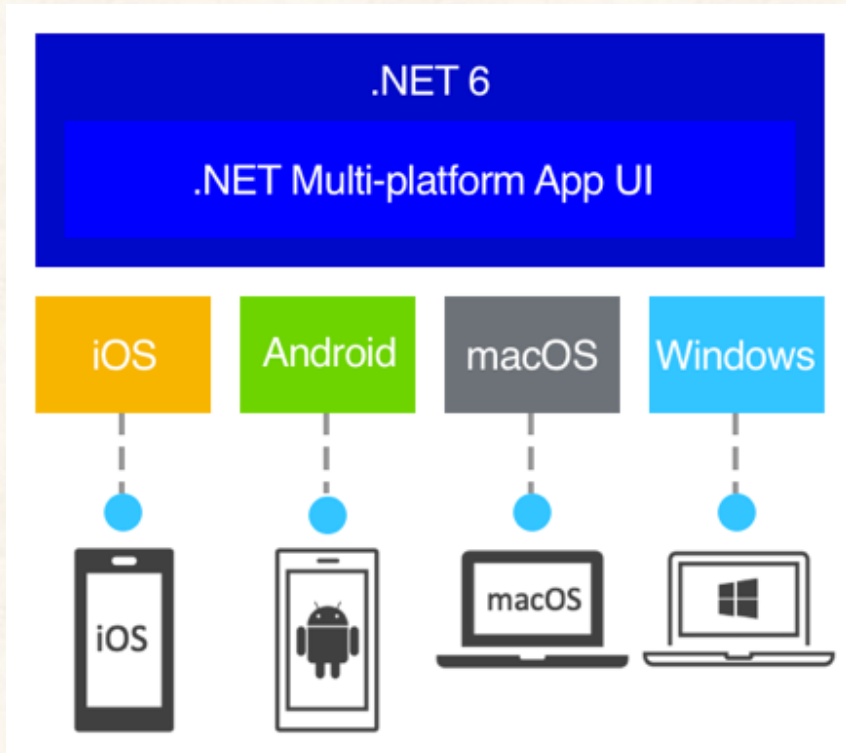 .NET 6
.NET Multi-platform App UI
iOS
Android
macOS
Windows
iOS
macOS